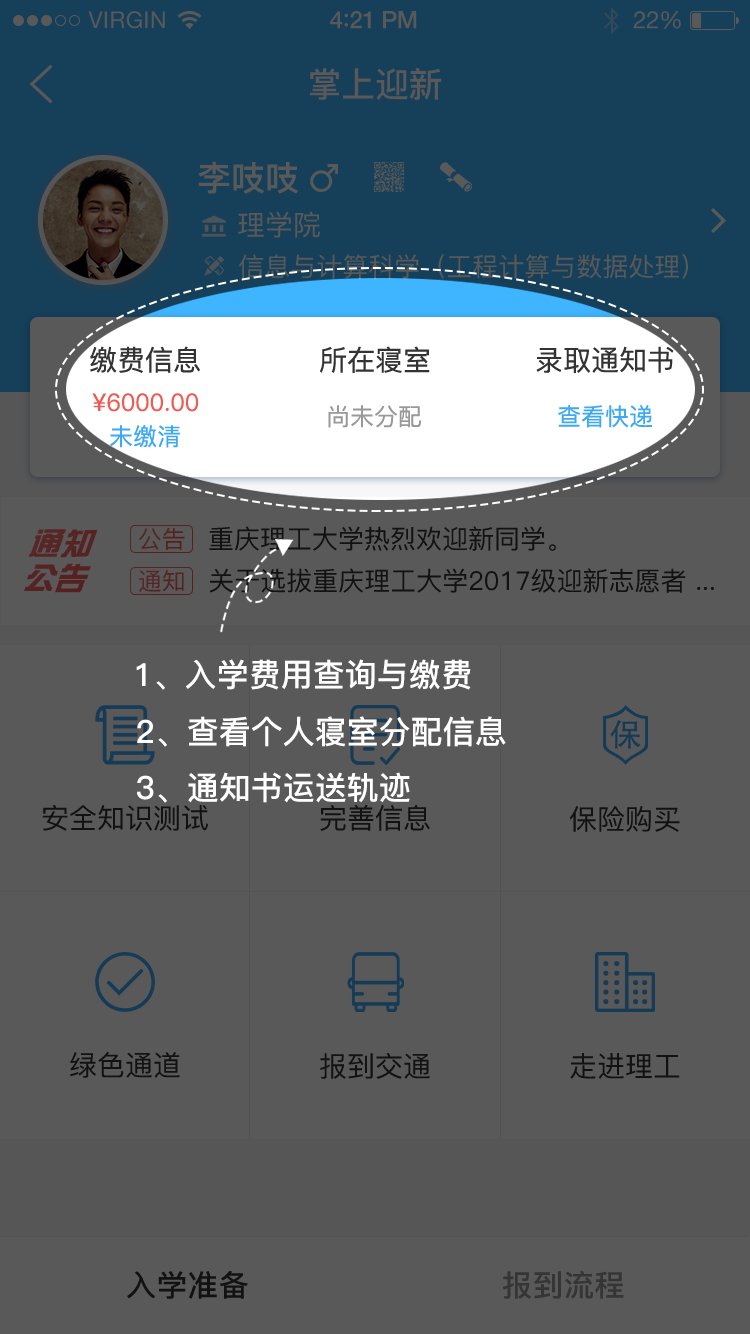 VIRGIN 4:21 PM 22%
掌上迎新
李吱吱
理学院
信息与计算科学（工程计算与数据处理）
缴费信息 所在寝室 录取通知书
¥6000.00 尚未分配 查看快递
未缴清
通知 公告 重庆理工大学热烈欢迎新同学。
公告 通知 关于选拔重庆理工大学2017级迎新志愿者 ...
1、入学费用查询与缴费
2、查看个人寝室分配信息
3、通知书运送轨迹
保
安全知识测试 完善信息 保险购买
绿色通道 报到交通 走进理工
入学准备 报到流程